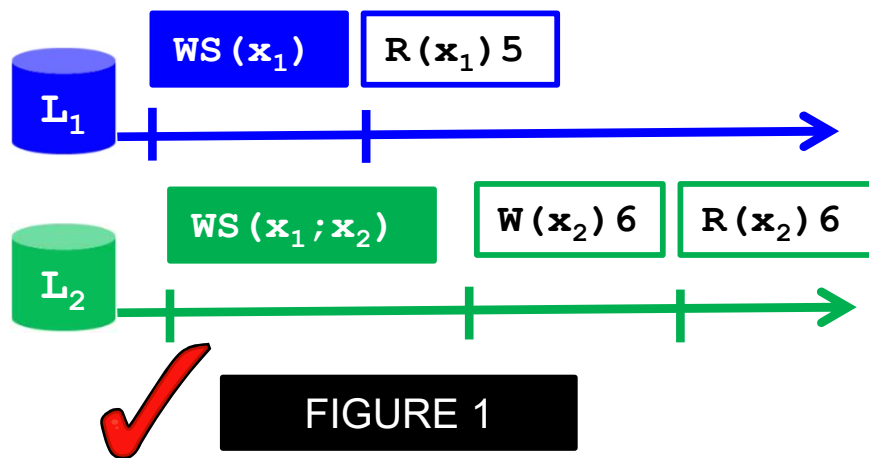 WS(x₁) R(x₁)5
L₁
WS(x₁;x₂) W(x₂)6 R(x₂)6
L₂
FIGURE 1